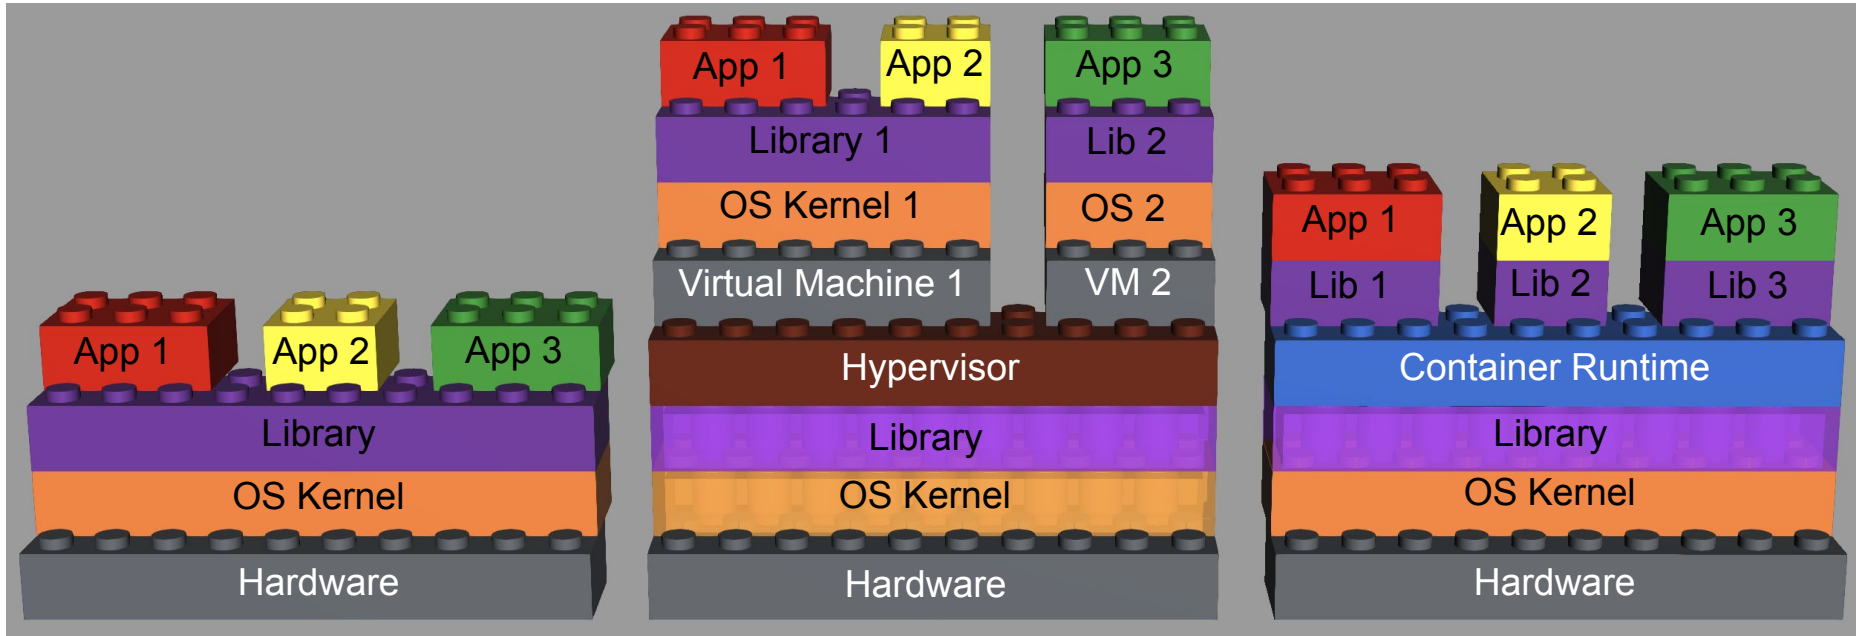 App 1
App 2
App 3
Library
OS Kernel
Hardware
App 1
App 2
App 3
Library 1
Lib 2
OS Kernel 1
OS 2
Virtual Machine 1
VM 2
Hypervisor
Library
OS Kernel
Hardware
App 1
App 2
App 3
Lib 1
Lib 2
Lib 3
Container Runtime
Library
OS Kernel
Hardware